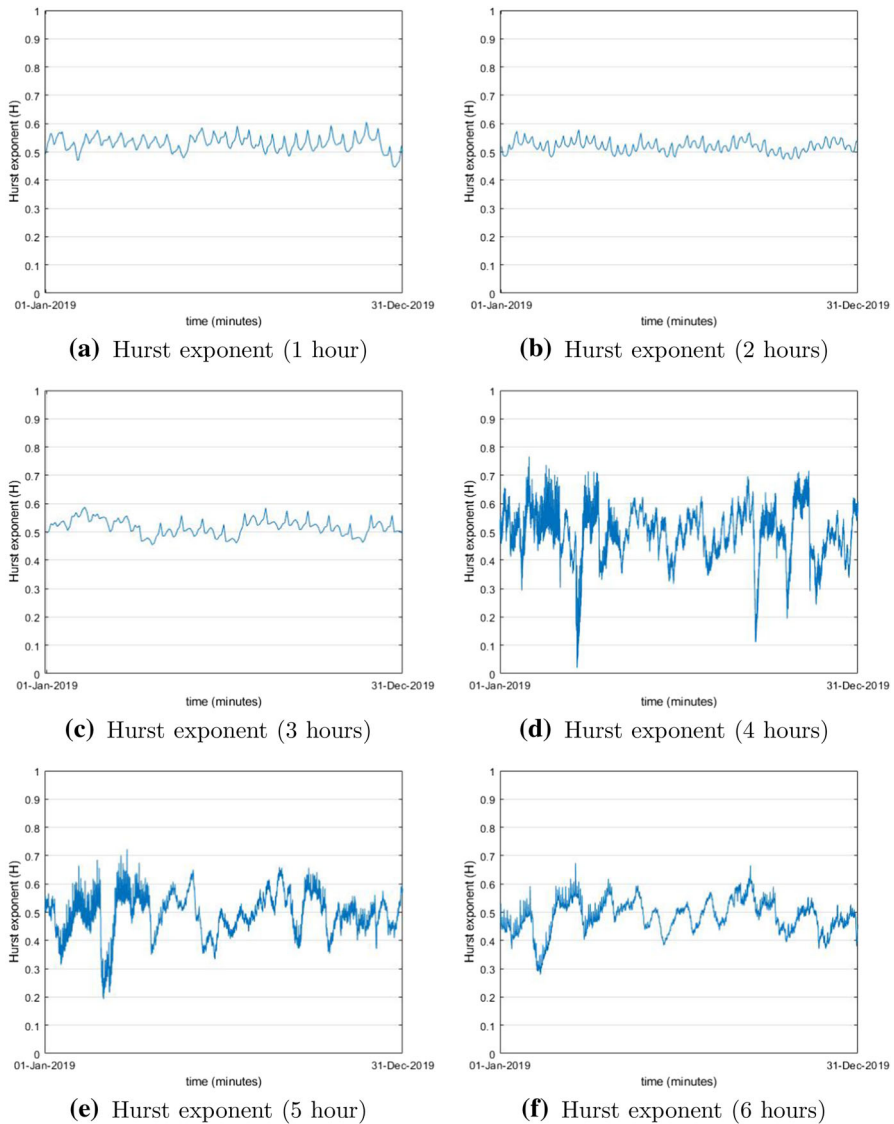 1
0.9
0.8
0.7
0.6
0.5
0.4
0.3
0.2
0.1
0
Hurst exponent (H)
01-Jan-2019 31-Dec-2019
time (minutes)
(a) Hurst exponent (1 hour)
1
0.9
0.8
0.7
0.6
0.5
0.4
0.3
0.2
0.1
0
Hurst exponent (H)
01-Jan-2019 31-Dec-2019
time (minutes)
(b) Hurst exponent (2 hours)
1
0.9
0.8
0.7
0.6
0.5
0.4
0.3
0.2
0.1
0
Hurst exponent (H)
01-Jan-2019 31-Dec-2019
time (minutes)
(c) Hurst exponent (3 hours)
1
0.9
0.8
0.7
0.6
0.5
0.4
0.3
0.2
0.1
0
Hurst exponent (H)
01-Jan-2019 31-Dec-2019
time (minutes)
(d) Hurst exponent (4 hours)
1
0.9
0.8
0.7
0.6
0.5
0.4
0.3
0.2
0.1
0
Hurst exponent (H)
01-Jan-2019 31-Dec-2019
time (minutes)
(e) Hurst exponent (5 hour)
1
0.9
0.8
0.7
0.6
0.5
0.4
0.3
0.2
0.1
0
Hurst exponent (H)
01-Jan-2019 31-Dec-2019
time (minutes)
(f) Hurst exponent (6 hours)